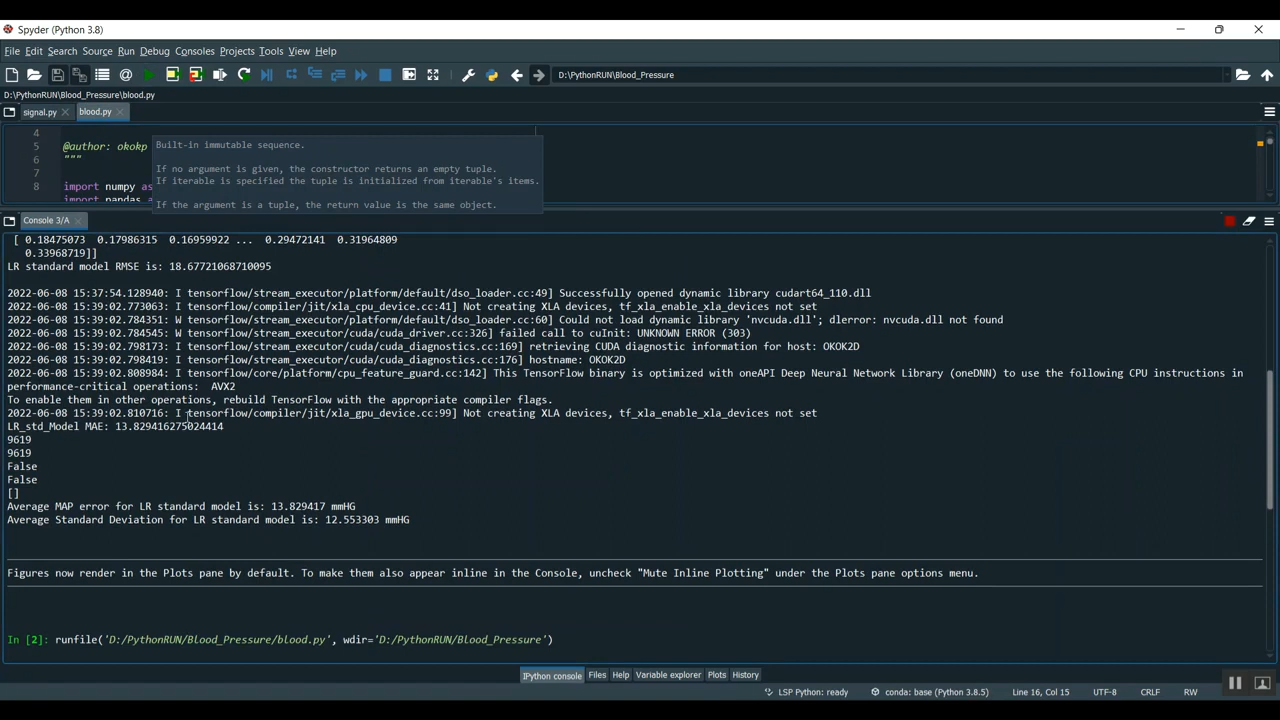 Spyder (Python 3.8)
File Edit Search Source Run Debug Consoles Projects Tools View Help
D:\PythonRUN\Blood_Pressure
D:\PythonRUN\Blood_Pressure\blood.py
signal.py blood.py
4
5 @author: okokp
6 """
7
8 import numpy as
import pandas as
Built-in immutable sequence.
If no argument is given, the constructor returns an empty tuple.
If iterable is specified the tuple is initialized from iterable's items.
If the argument is a tuple, the return value is the same object.
Console 3/A
[ 0.18475073 0.17986315 0.16959922 ... 0.29472141 0.31964809
0.33968719]]
LR standard model RMSE is: 18.67721068710095
2022-06-08 15:37:54.128940: I tensorflow/stream_executor/platform/default/dso_loader.cc:49] Successfully opened dynamic library cudart64_110.dll
2022-06-08 15:39:02.773063: I tensorflow/compiler/jit/xla_cpu_device.cc:41] Not creating XLA devices, tf_xla_enable_xla_devices not set
2022-06-08 15:39:02.784351: W tensorflow/stream_executor/platform/default/dso_loader.cc:60] Could not load dynamic library 'nvcuda.dll'; dlerror: nvcuda.dll not found
2022-06-08 15:39:02.784545: W tensorflow/stream_executor/cuda/cuda_driver.cc:326] failed call to cuInit: UNKNOWN ERROR (303)
2022-06-08 15:39:02.798173: I tensorflow/stream_executor/cuda/cuda_diagnostics.cc:169] retrieving CUDA diagnostic information for host: OKOK2D
2022-06-08 15:39:02.798419: I tensorflow/stream_executor/cuda/cuda_diagnostics.cc:176] hostname: OKOK2D
2022-06-08 15:39:02.808984: I tensorflow/core/platform/cpu_feature_guard.cc:142] This TensorFlow binary is optimized with oneAPI Deep Neural Network Library (oneDNN) to use the following CPU instructions in
performance-critical operations: AVX2
To enable them in other operations, rebuild TensorFlow with the appropriate compiler flags.
2022-06-08 15:39:02.810716: I tensorflow/compiler/jit/xla_gpu_device.cc:99] Not creating XLA devices, tf_xla_enable_xla_devices not set
LR_std_Model MAE: 13.829416275024414
9619
9619
False
False
[]
Average MAP error for LR standard model is: 13.829417 mmHG
Average Standard Deviation for LR standard model is: 12.553303 mmHG
Figures now render in the Plots pane by default. To make them also appear inline in the Console, uncheck "Mute Inline Plotting" under the Plots pane options menu.
In [2]: runfile('D:/PythonRUN/Blood_Pressure/blood.py', wdir='D:/PythonRUN/Blood_Pressure')
IPython console Files Help Variable explorer Plots History
LSP Python: ready conda: base (Python 3.8.5) Line 16, Col 15 UTF-8 CRLF RW